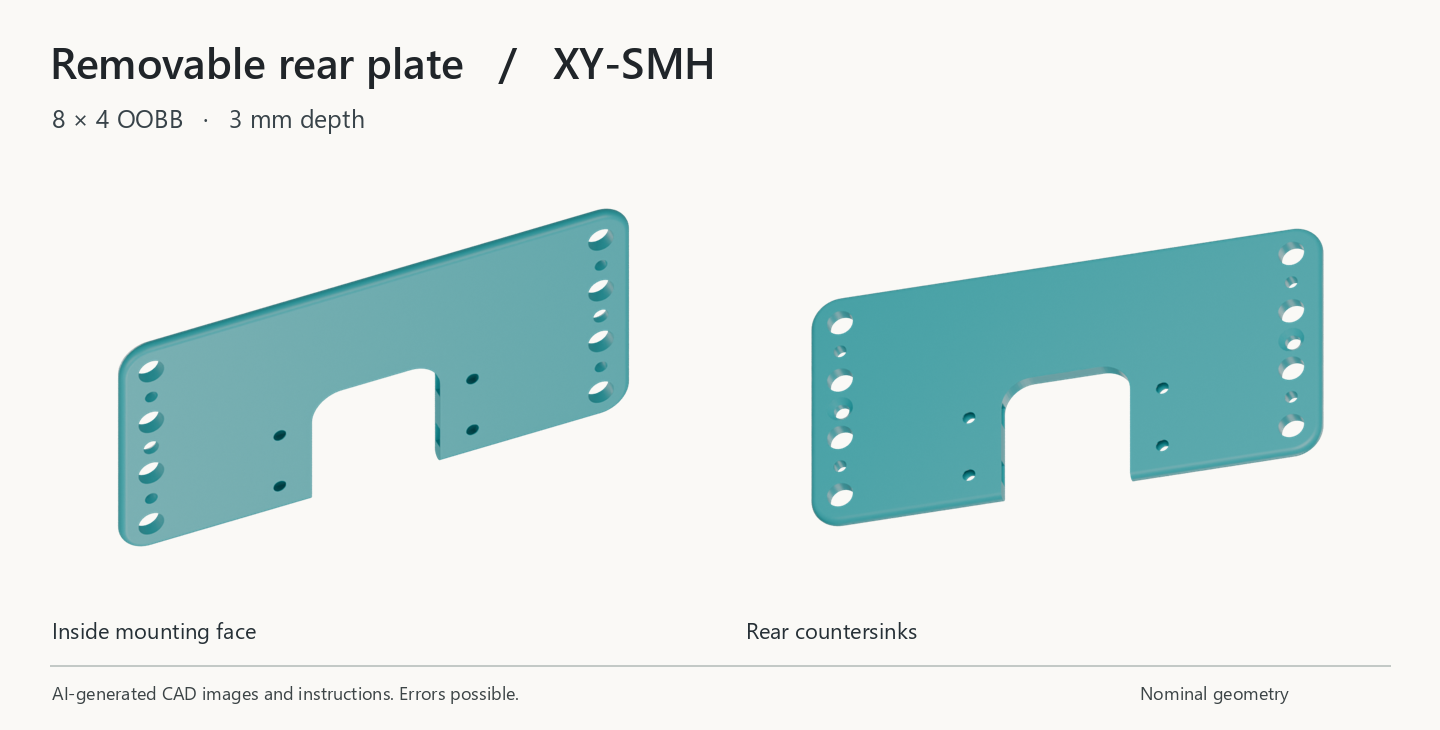 Removable rear plate / XY-SMH
8 × 4 OOBB · 3 mm depth
Inside mounting face
Rear countersinks
AI-generated CAD images and instructions. Errors possible.
Nominal geometry